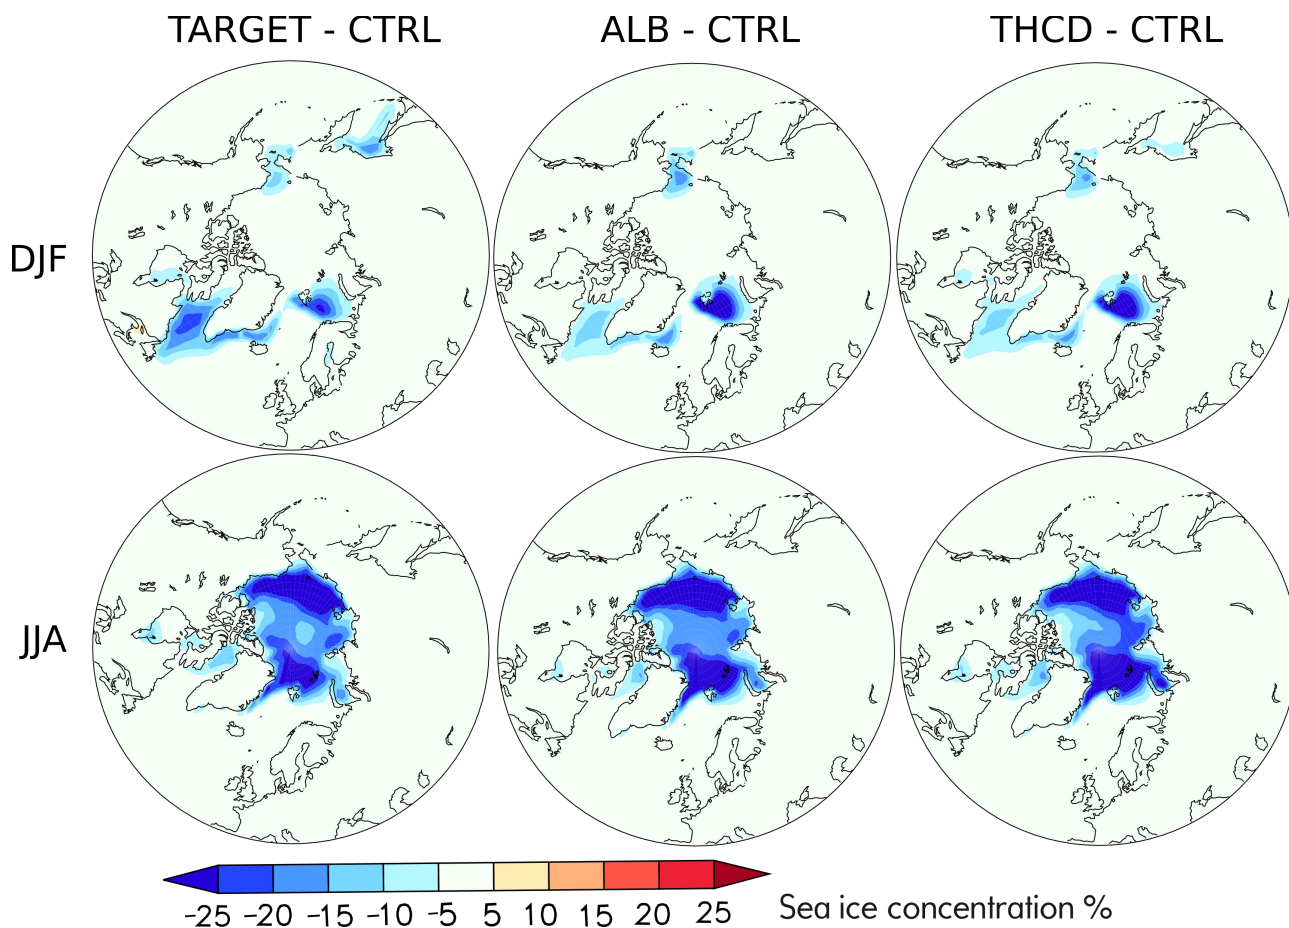 TARGET - CTRL ALB - CTRL THCD - CTRL
DJF
JJA
-25 -20 -15 -10 -5 5 10 15 20 25 Sea ice concentration %